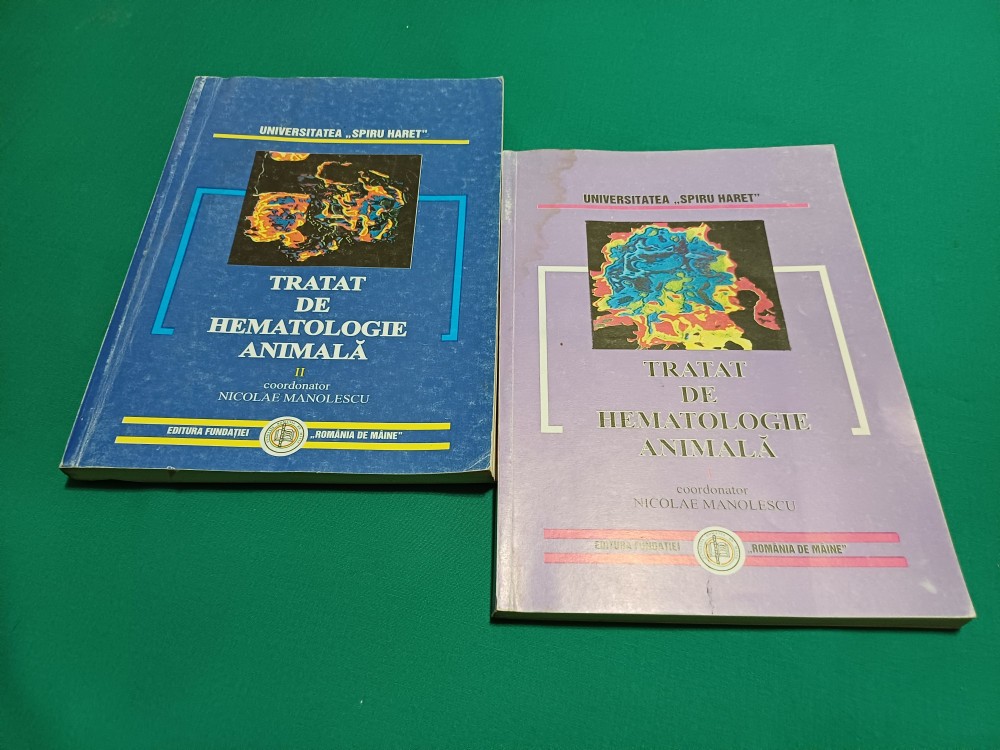 UNIVERSITATEA „SPIRU HARET"
TRATAT
DE
HEMATOLOGIE
ANIMALĂ
II
coordonator
NICOLAE MANOLESCU
EDITURA FUNDAȚIEI „ROMÂNIA DE MÂINE"
UNIVERSITATEA „SPIRU HARET"
TRATAT
DE
HEMATOLOGIE
ANIMALĂ
coordonator
NICOLAE MANOLESCU
EDITURA FUNDAȚIEI „ROMÂNIA DE MÂINE"